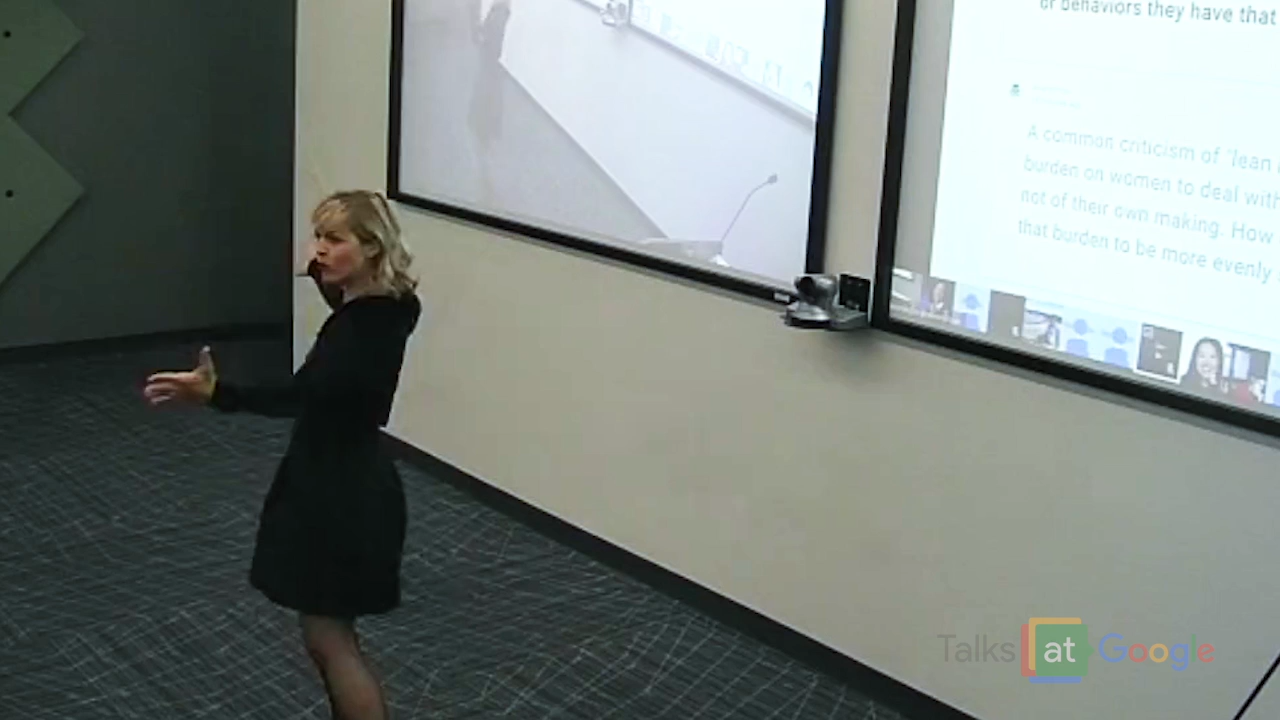 or behaviors they have that
A common criticism of "lean
burden on women to deal with
not of their own making. How
that burden to be more evenly
Talks at Google